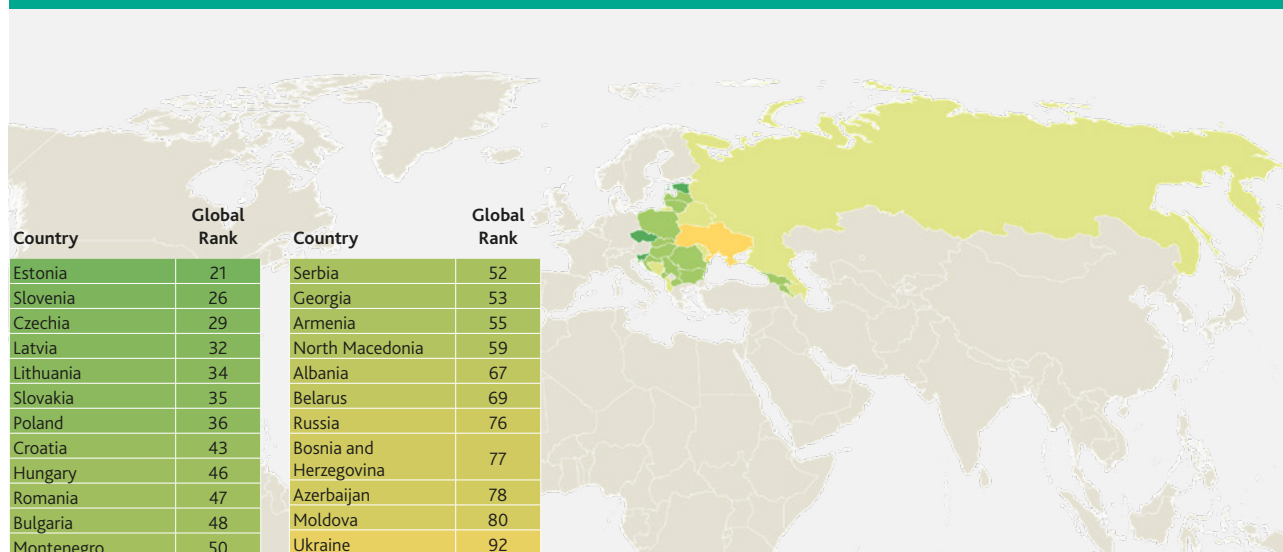 Country Global Rank
Estonia 21
Slovenia 26
Czechia 29
Latvia 32
Lithuania 34
Slovakia 35
Poland 36
Croatia 43
Hungary 46
Romania 47
Bulgaria 48
Montenegro 50
Country Global Rank
Serbia 52
Georgia 53
Armenia 55
North Macedonia 59
Albania 67
Belarus 69
Russia 76
Bosnia and
Herzegovina 77
Azerbaijan 78
Moldova 80
Ukraine 92